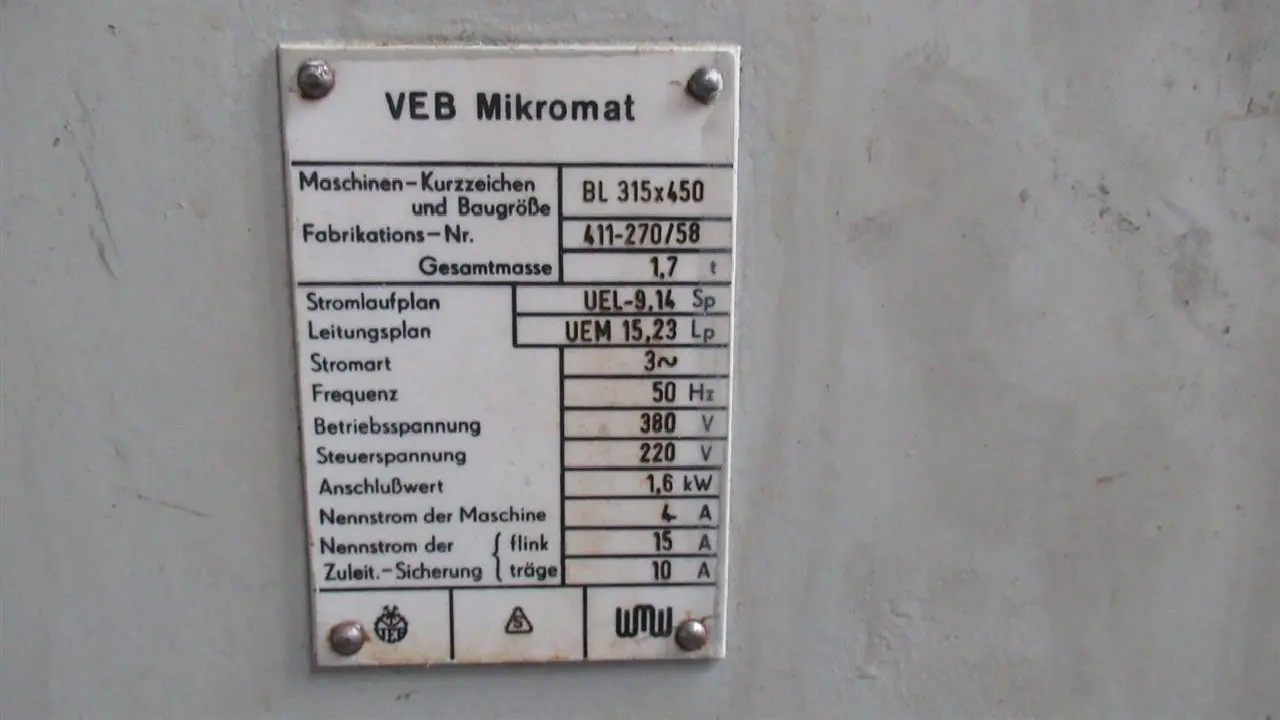 VEB Mikromat
Maschinen-Kurzzeichen
und Baugröße BL 315x450
Fabrikations-Nr. 411-270/58
Gesamtmasse 1,7 t
Stromlaufplan UEL-9.14 Sp
Leitungsplan UEM 15,23 Lp
Stromart 3~
Frequenz 50 Hz
Betriebsspannung 380 V
Steuerspannung 220 V
Anschlußwert 1,6 kW
Nennstrom der Maschine 4 A
Nennstrom der { flink 15 A
Zuleit.-Sicherung träge 10 A
VEB S WMW